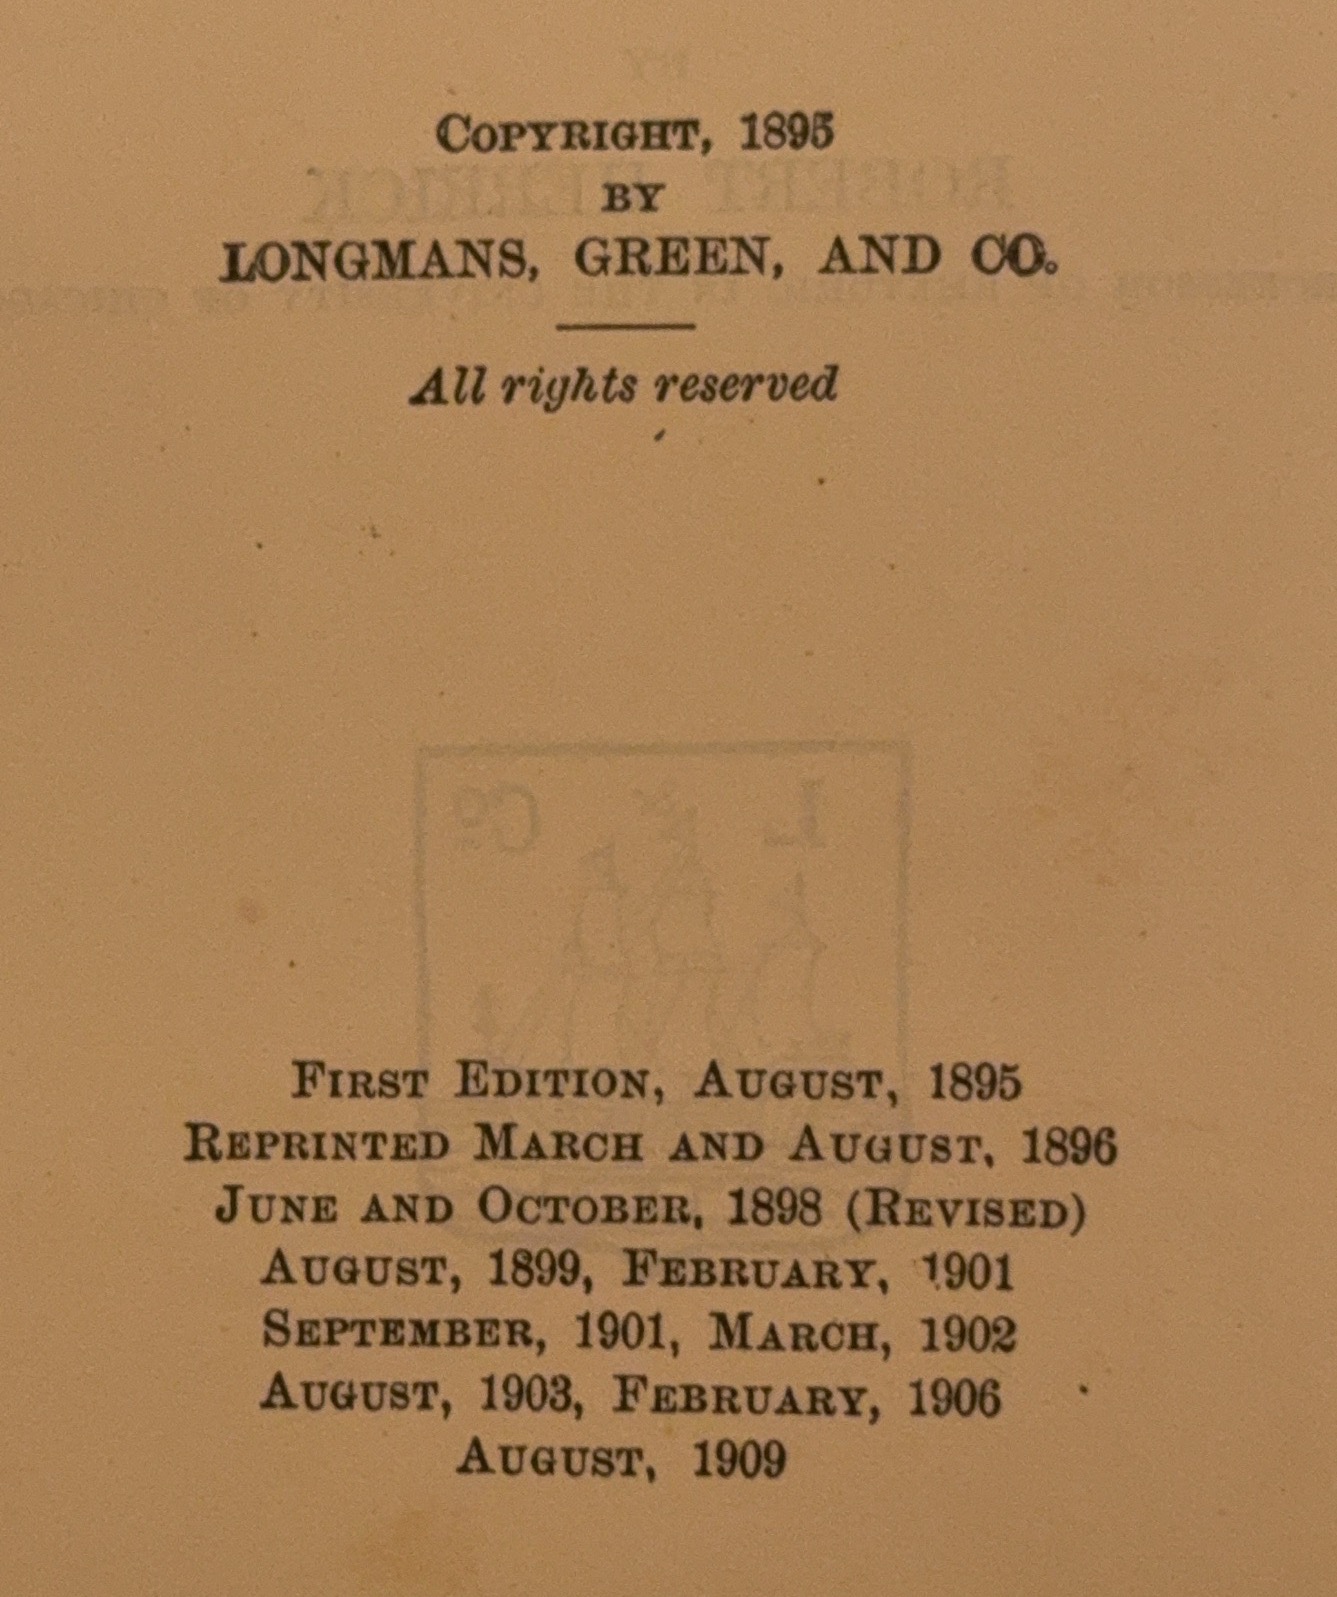 COPYRIGHT, 1895
BY
LONGMANS, GREEN, AND CO.
All rights reserved
FIRST EDITION, AUGUST, 1895
REPRINTED MARCH AND AUGUST, 1896
JUNE AND OCTOBER, 1898 (REVISED)
AUGUST, 1899, FEBRUARY, 1901
SEPTEMBER, 1901, MARCH, 1902
AUGUST, 1903, FEBRUARY, 1906
AUGUST, 1909